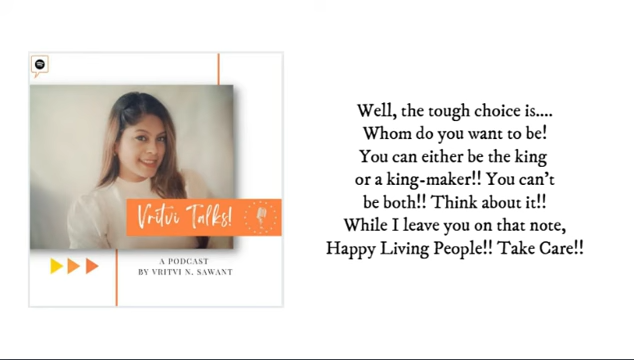 Vritvi Talks!
A PODCAST
BY VRITVI N. SAWANT
Well, the tough choice is....
Whom do you want to be!
You can either be the king
or a king-maker!! You can't
be both!! Think about it!!
While I leave you on that note,
Happy Living People!! Take Care!!